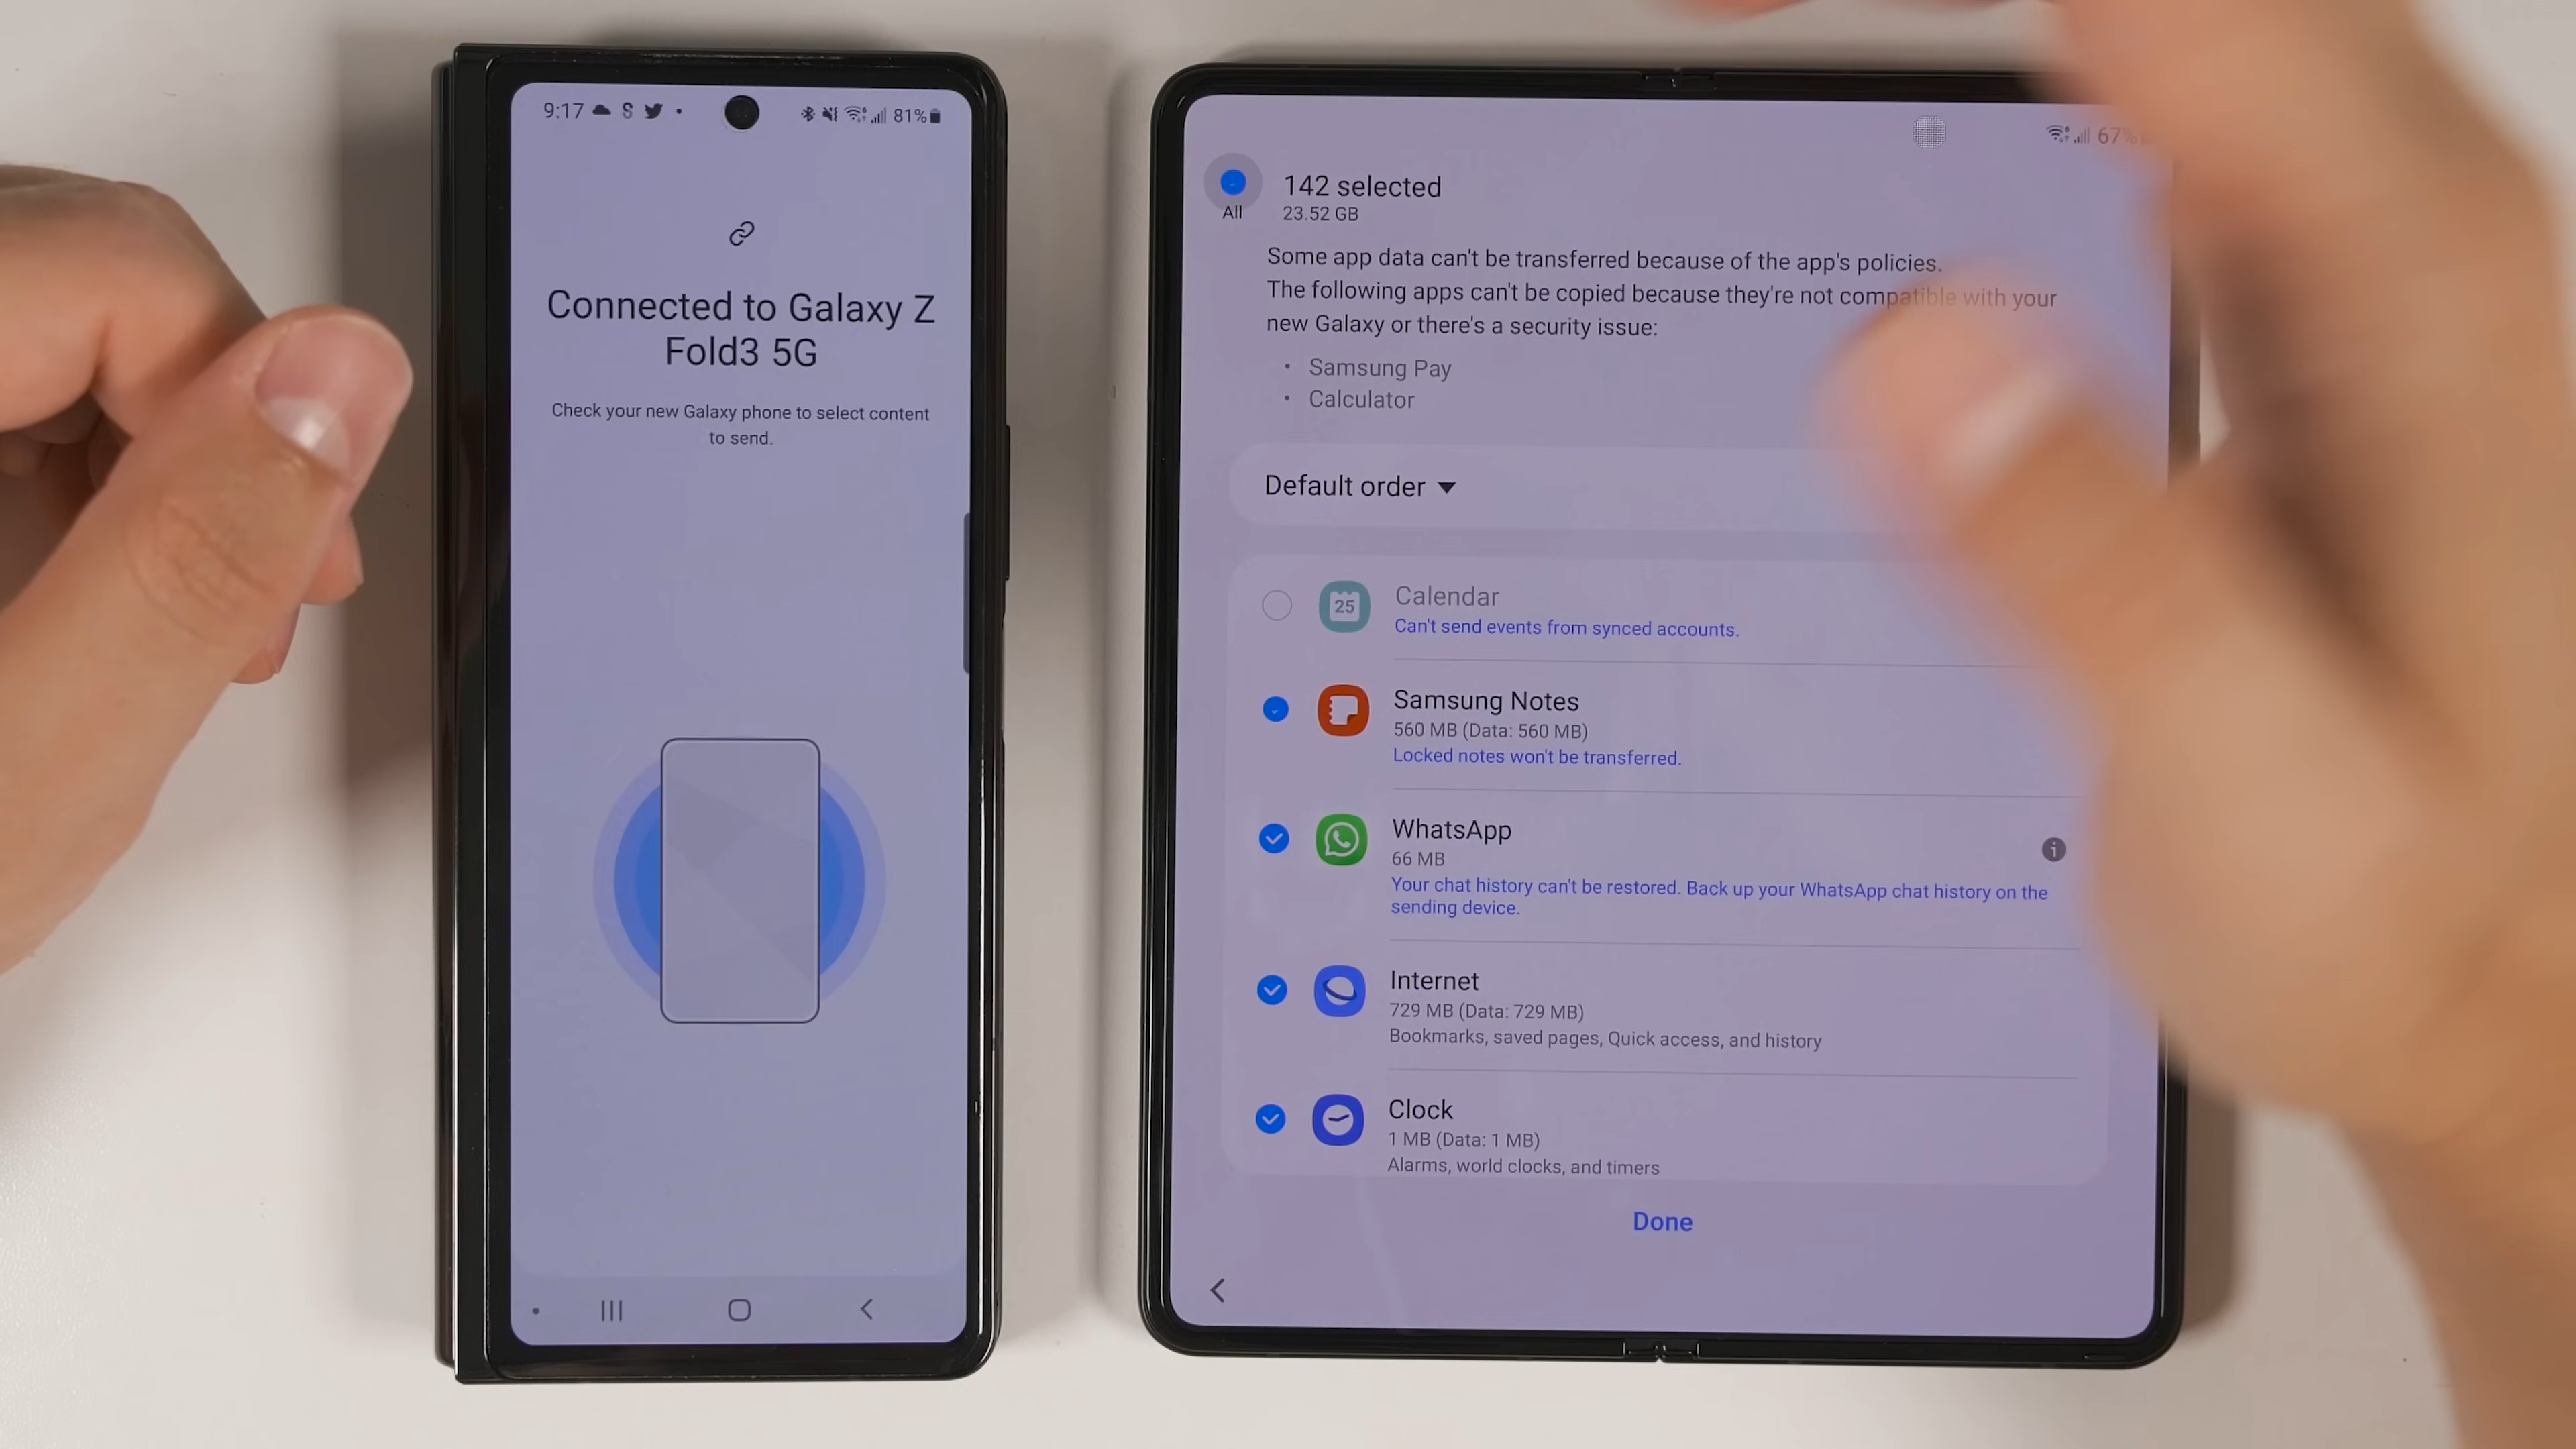 9:17
81%
Connected to Galaxy Z
Fold3 5G
Check your new Galaxy phone to select content
to send.
67%
All
142 selected
23.52 GB
Some app data can't be transferred because of the app's policies.
The following apps can't be copied because they're not compatible with your
new Galaxy or there's a security issue:
• Samsung Pay
• Calculator
Default order
25
Calendar
Can't send events from synced accounts.
Samsung Notes
560 MB (Data: 560 MB)
Locked notes won't be transferred.
WhatsApp
66 MB
Your chat history can't be restored. Back up your WhatsApp chat history on the
sending device.
Internet
729 MB (Data: 729 MB)
Bookmarks, saved pages, Quick access, and history
Clock
1 MB (Data: 1 MB)
Alarms, world clocks, and timers
Done